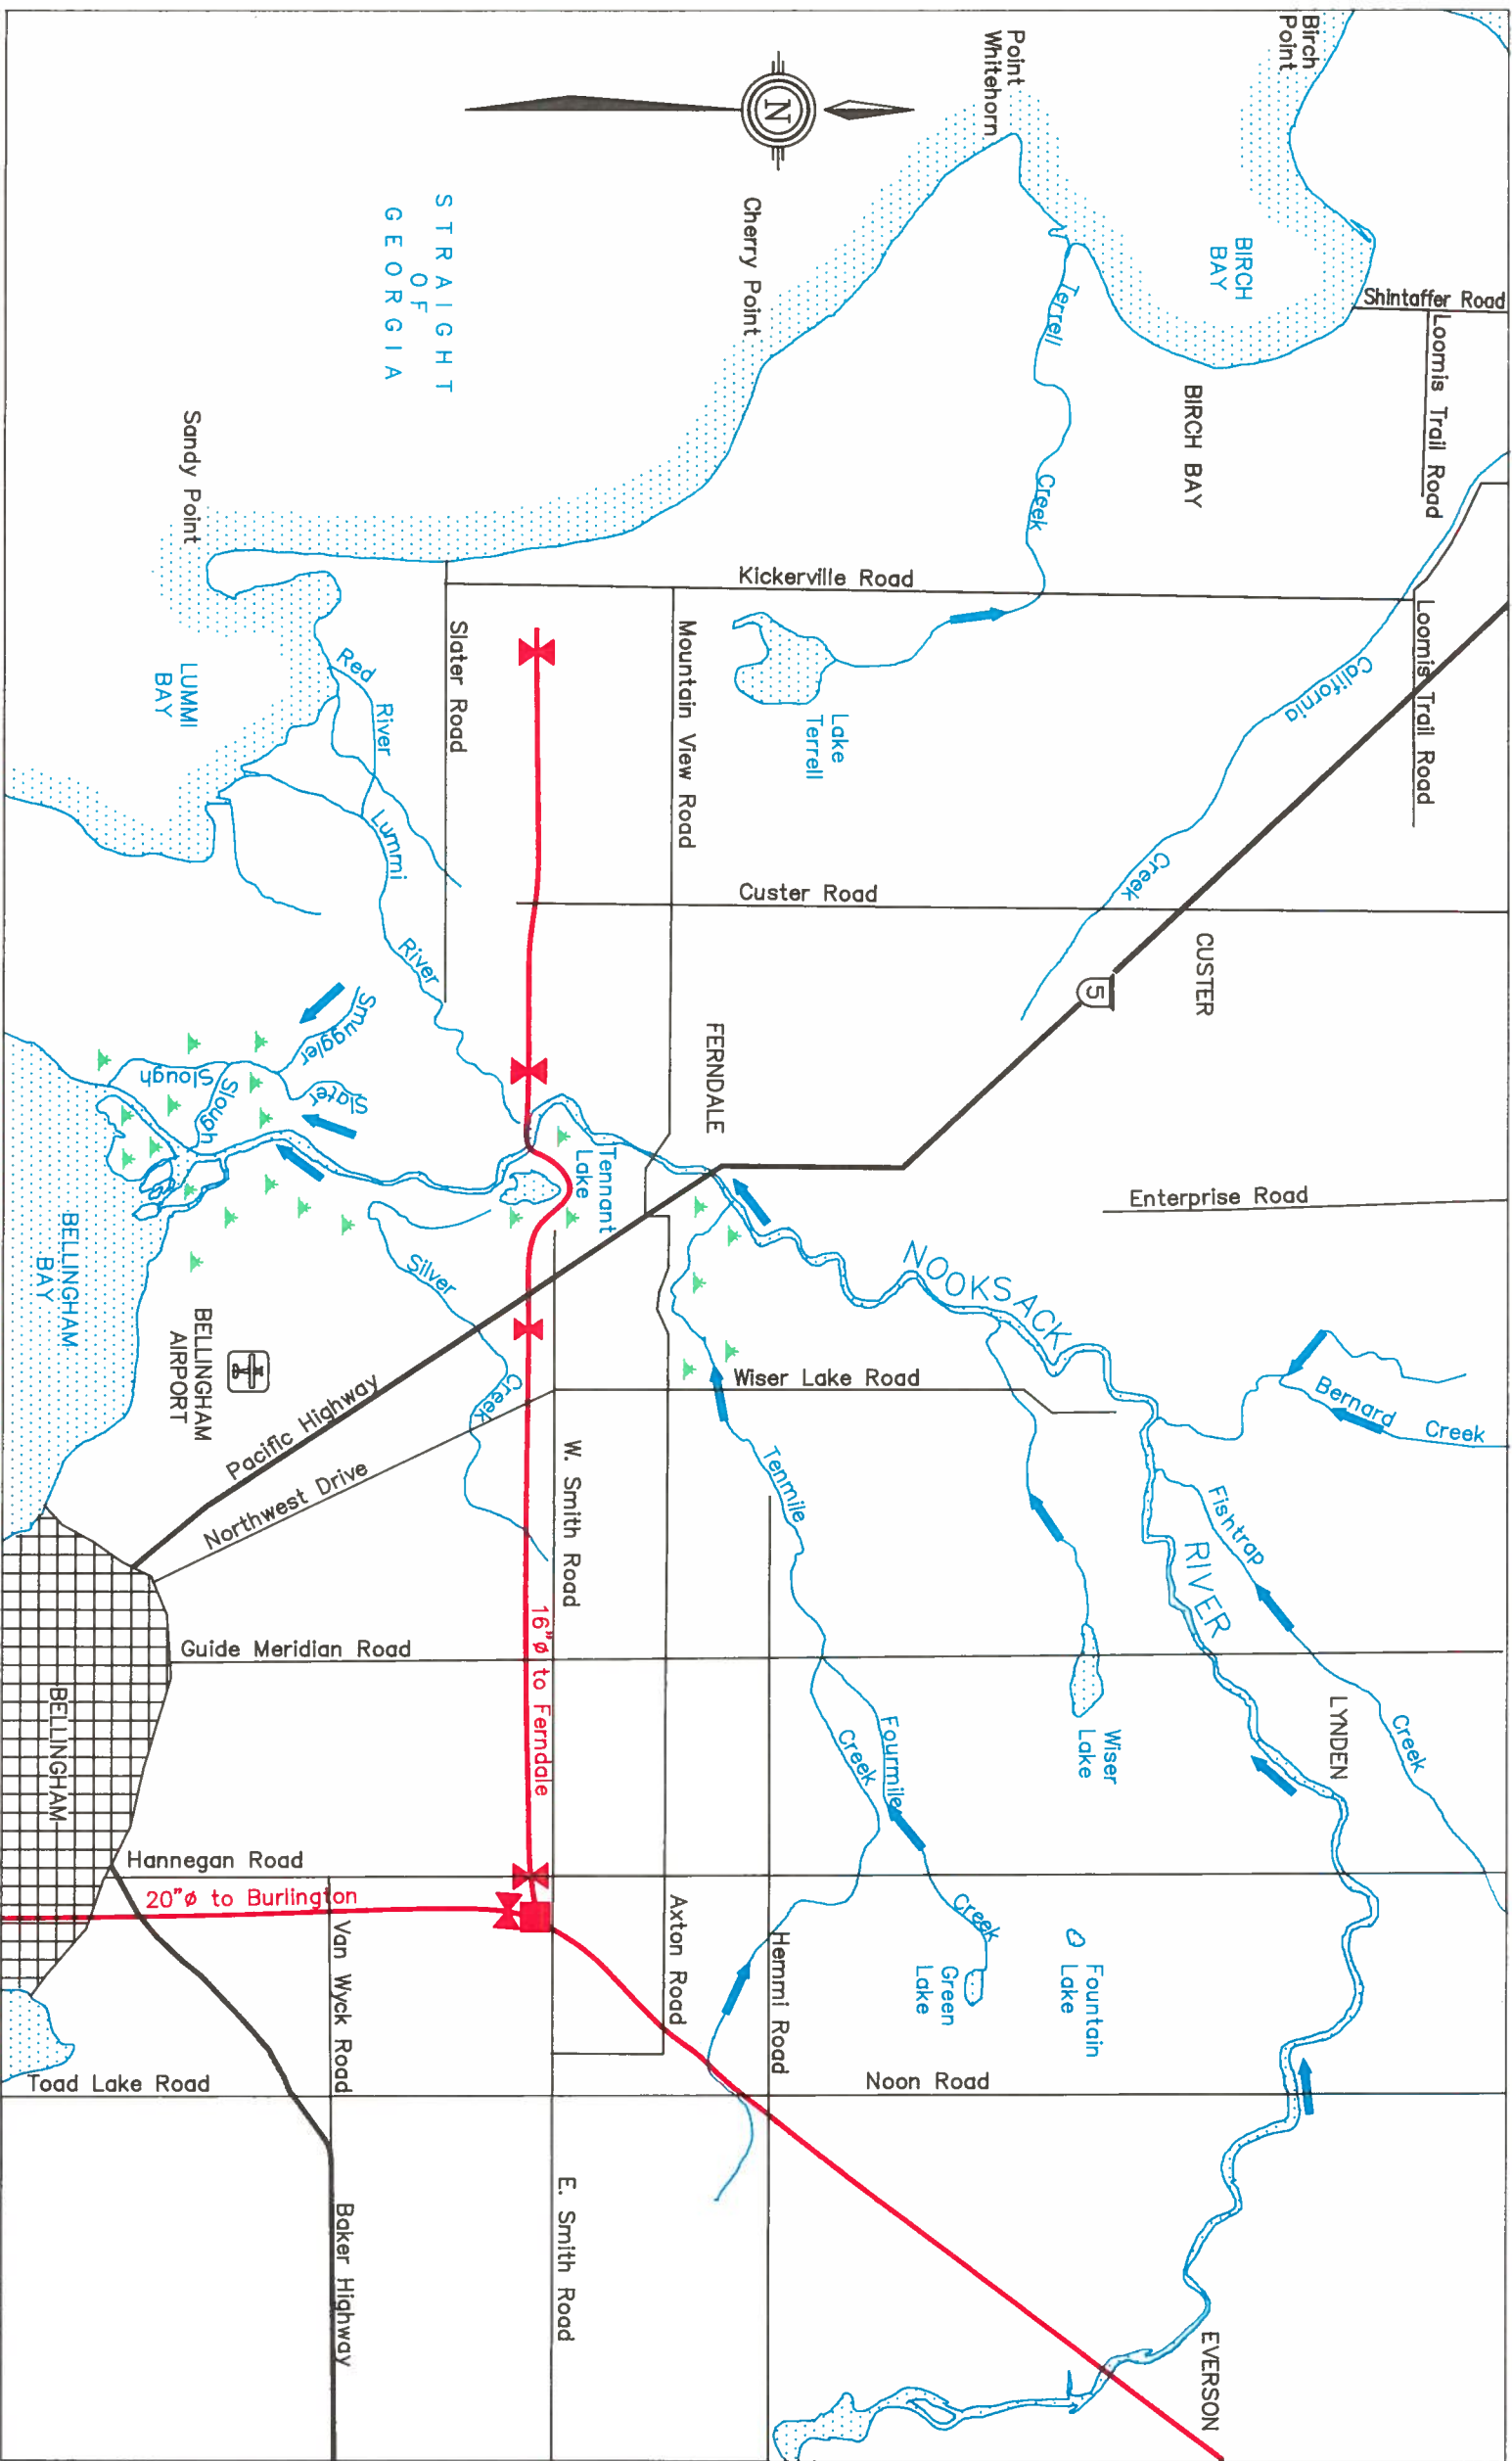 Birch
Point
BIRCH
BAY
Shintaffer Road
Loomis Trail Road
Loomis Trail Road
BIRCH BAY
California
Creek
CUSTER
5
Enterprise Road
Bernard
Creek
Fishtrap
Creek
LYNDEN
NOOKSACK
RIVER
EVERSON
Point
Whitehorn
Terrell
Creek
Kickerville Road
Lake
Terrell
Custer Road
Wiser Lake Road
Wiser
Lake
Fountain
Lake
Green
Lake
Fourmile
Creek
Tenmile
Creek
Noon Road
Hemmi Road
N
Cherry Point
Mountain View Road
FERNDALE
Tennant
Lake
Axton Road
W. Smith Road
E. Smith Road
16"ø to Ferndale
STRAIGHT
OF
GEORGIA
Slater Road
Red
River
Lummi
River
Silver
Creek
Sandy Point
LUMMI
BAY
Smuggler
Slough
Slater
Slough
BELLINGHAM
AIRPORT
Pacific Highway
Northwest Drive
Guide Meridian Road
Hannegan Road
20"ø to Burlington
Van Wyck Road
Baker Highway
Toad Lake Road
BELLINGHAM
BAY
BELLINGHAM